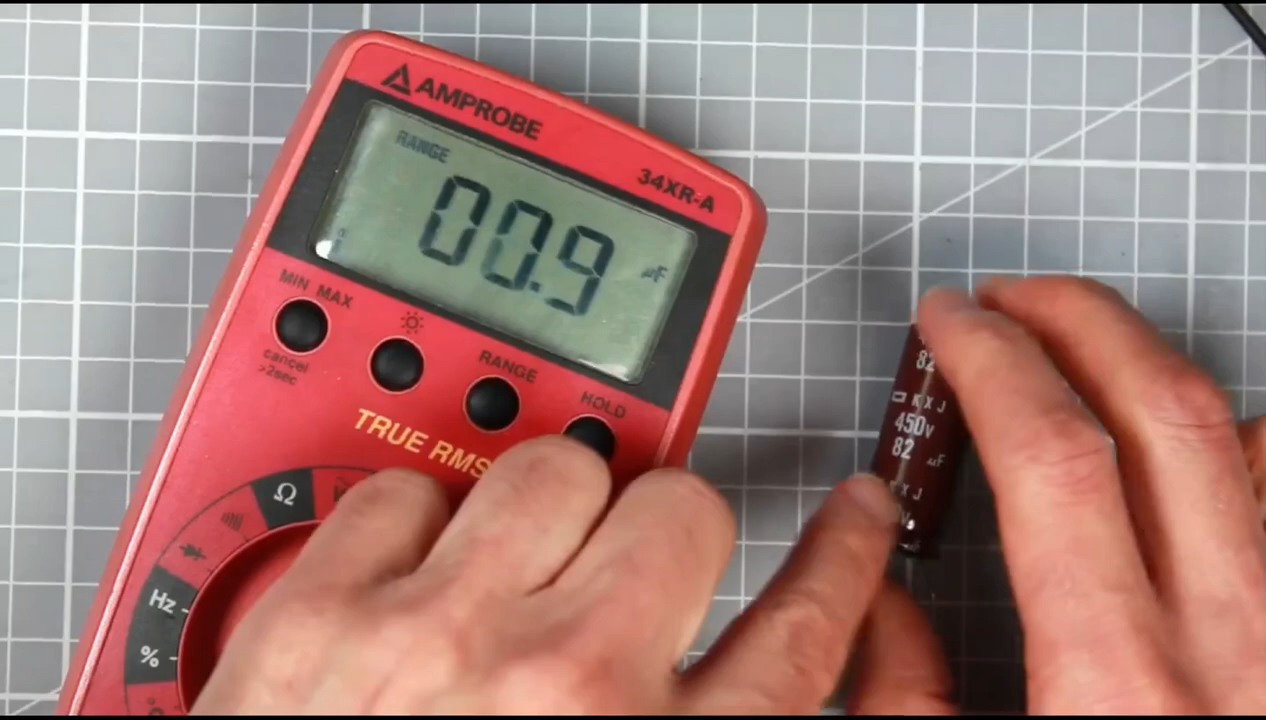 AMPROBE
34XR-A
RANGE
00.9 µF
MIN MAX
cancel
>2sec
RANGE
HOLD
TRUE RMS
Ω
Hz
%
82
KXJ
450v
82 µF
XJ